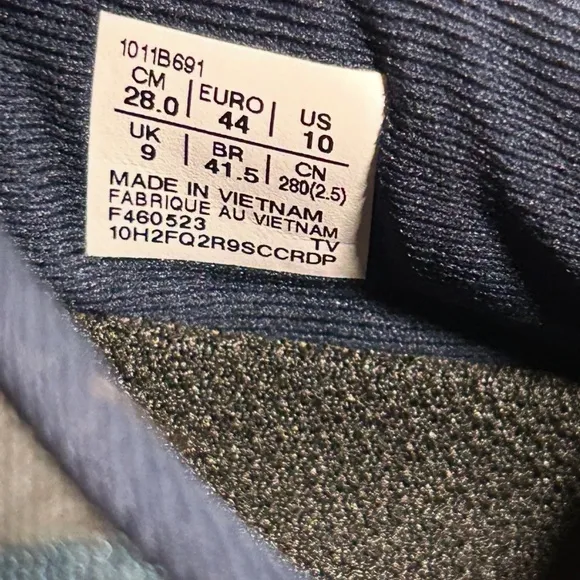 1011B691
CM | EURO | US
28.0 | 44 | 10
UK | BR | CN
9 | 41.5 | 280(2.5)
MADE IN VIETNAM
FABRIQUE AU VIETNAM
F460523 TV
10H2FQ2R9SCCRDP